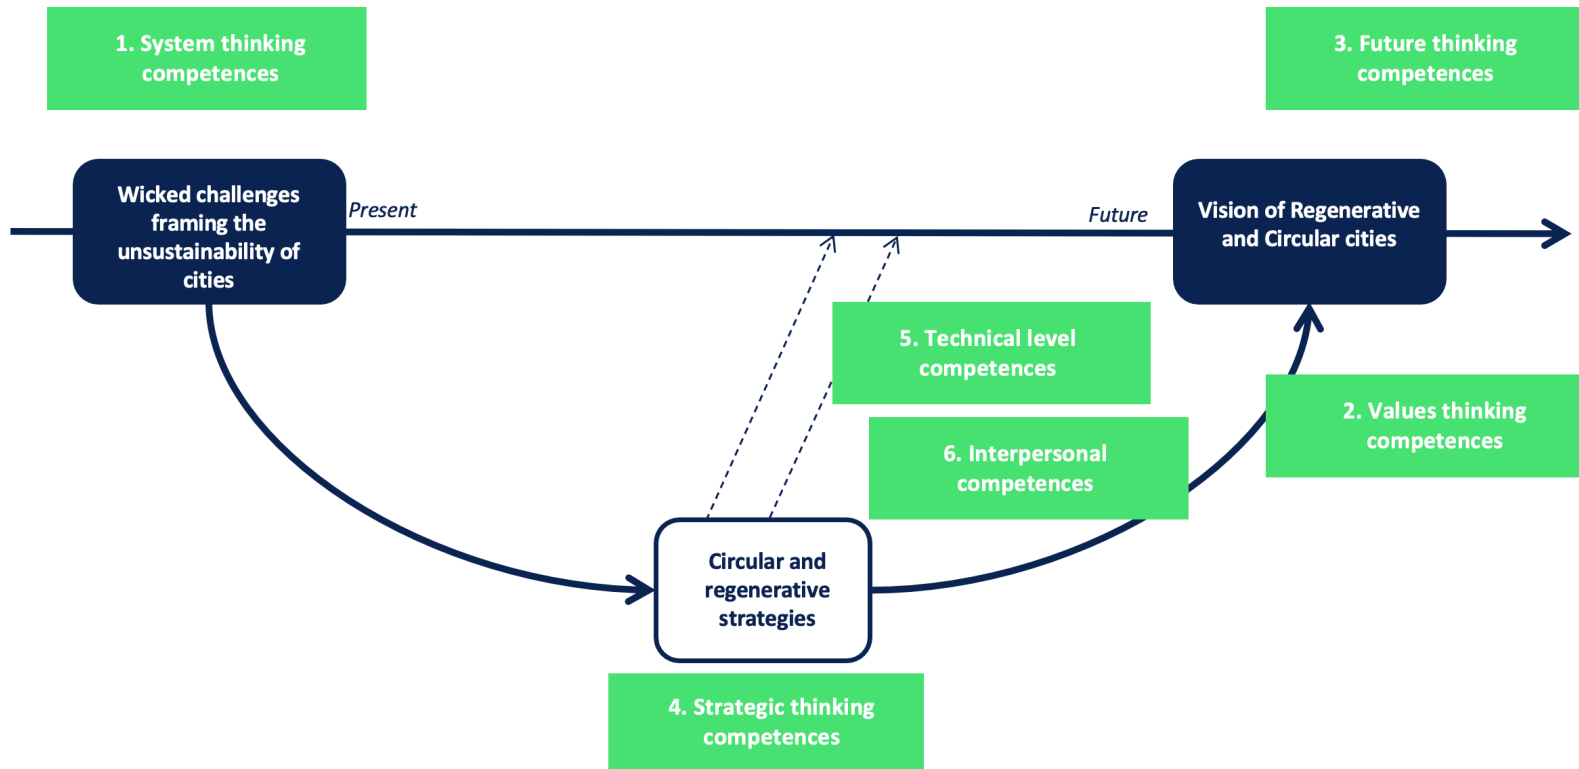 1. System thinking
competences
3. Future thinking
competences
Wicked challenges
framing the
unsustainability of
cities
Present
Future
Vision of Regenerative
and Circular cities
5. Technical level
competences
2. Values thinking
competences
6. Interpersonal
competences
Circular and
regenerative
strategies
4. Strategic thinking
competences